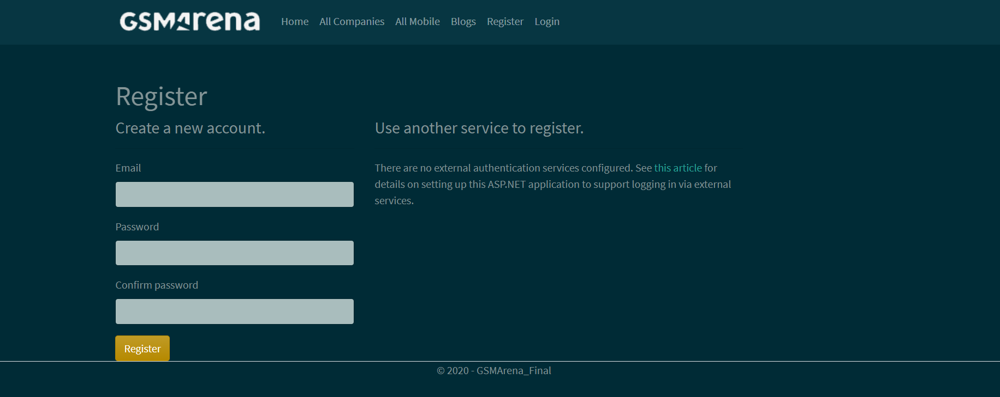 GSMArena Home All Companies All Mobile Blogs Register Login
Register
Create a new account.
Email
Password
Confirm password
Register
Use another service to register.
There are no external authentication services configured. See this article for
details on setting up this ASP.NET application to support logging in via external
services.
© 2020 - GSMArena_Final